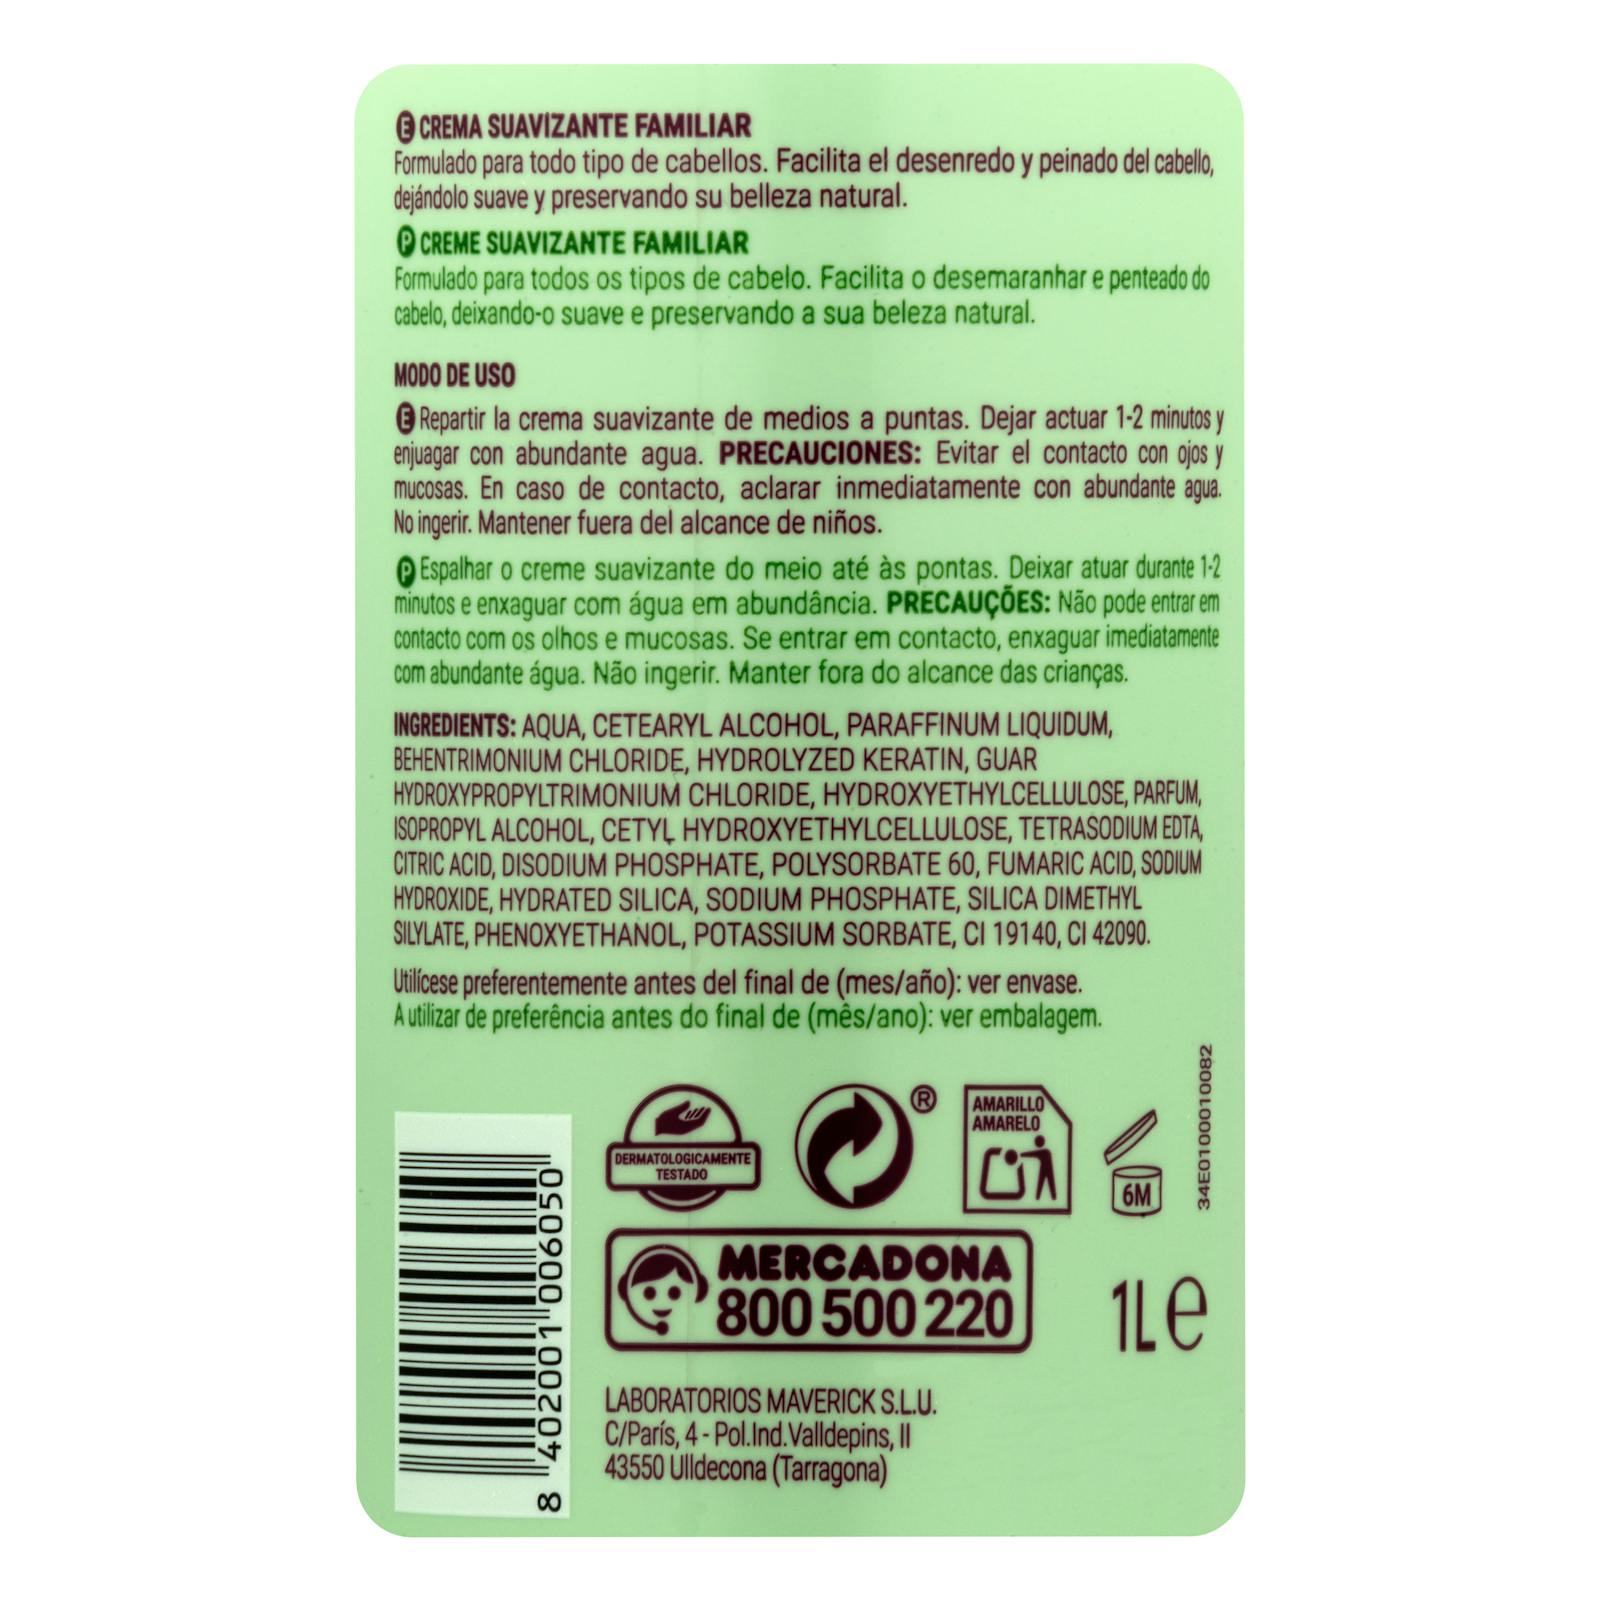 E CREMA SUAVIZANTE FAMILIAR
Formulado para todo tipo de cabellos. Facilita el desenredo y peinado del cabello,
dejándolo suave y preservando su belleza natural.
P CREME SUAVIZANTE FAMILIAR
Formulado para todos os tipos de cabelo. Facilita o desemaranhar e penteado do
cabelo, deixando-o suave e preservando a sua beleza natural.
MODO DE USO
E Repartir la crema suavizante de medios a puntas. Dejar actuar 1-2 minutos y
enjuagar con abundante agua. PRECAUCIONES: Evitar el contacto con ojos y
mucosas. En caso de contacto, aclarar inmediatamente con abundante agua.
No ingerir. Mantener fuera del alcance de niños.
P Espalhar o creme suavizante do meio até às pontas. Deixar atuar durante 1-2
minutos e enxaguar com água em abundância. PRECAUÇÕES: Não pode entrar em
contacto com os olhos e mucosas. Se entrar em contacto, enxaguar imediatamente
com abundante água. Não ingerir. Manter fora do alcance das crianças.
INGREDIENTS: AQUA, CETEARYL ALCOHOL, PARAFFINUM LIQUIDUM,
BEHENTRIMONIUM CHLORIDE, HYDROLYZED KERATIN, GUAR
HYDROXYPROPYLTRIMONIUM CHLORIDE, HYDROXYETHYLCELLULOSE, PARFUM,
ISOPROPYL ALCOHOL, CETYL HYDROXYETHYLCELLULOSE, TETRASODIUM EDTA,
CITRIC ACID, DISODIUM PHOSPHATE, POLYSORBATE 60, FUMARIC ACID, SODIUM
HYDROXIDE, HYDRATED SILICA, SODIUM PHOSPHATE, SILICA DIMETHYL
SILYLATE, PHENOXYETHANOL, POTASSIUM SORBATE, CI 19140, CI 42090.
Utilícese preferentemente antes del final de (mes/año): ver envase.
A utilizar de preferência antes do final de (mês/ano): ver embalagem.
34E0100010082
DERMATOLOGICAMENTE
TESTADO
®
AMARILLO
AMARELO
6M
8 402001 006050
MERCADONA
800 500 220
1L e
LABORATORIOS MAVERICK S.L.U.
C/París, 4 - Pol.Ind.Valldepins, II
43550 Ulldecona (Tarragona)